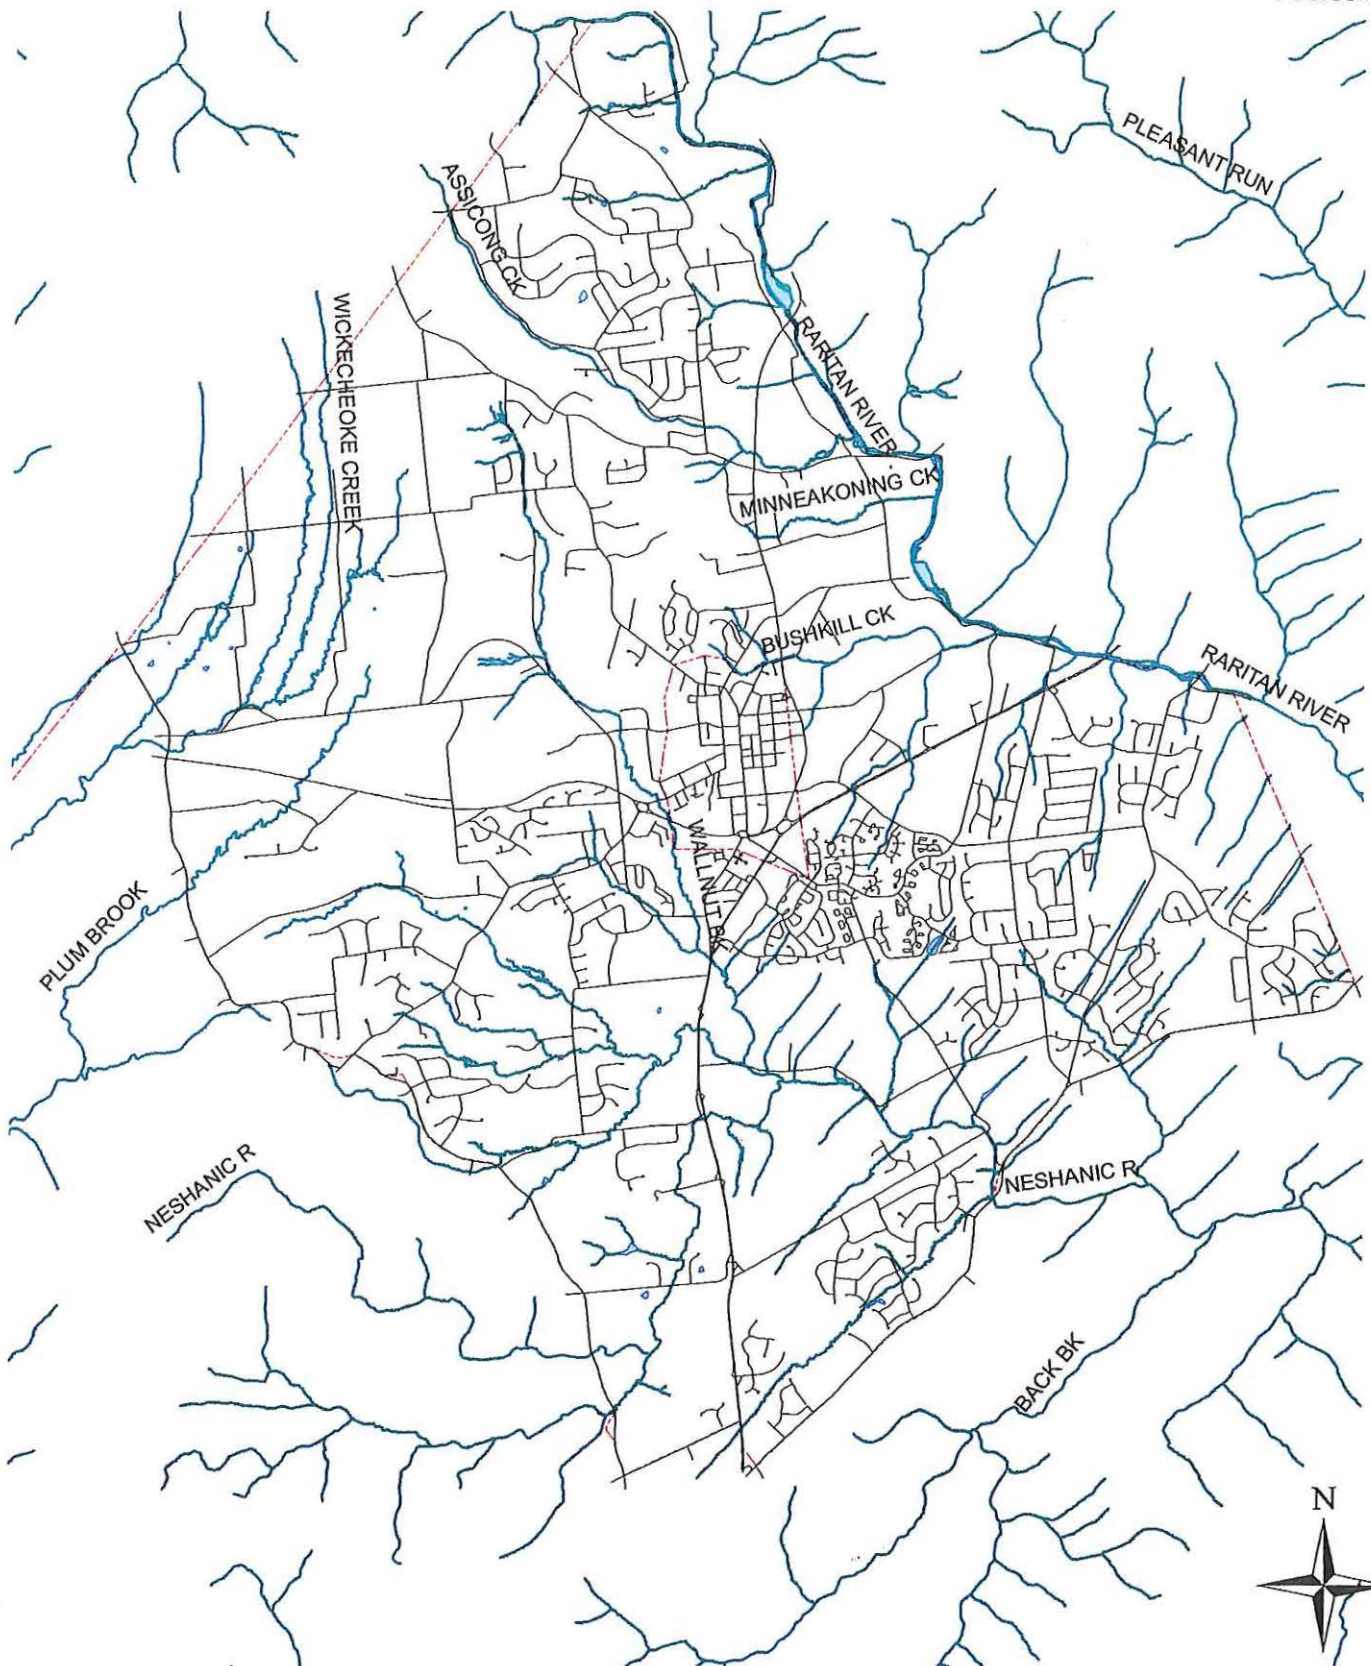 PLEASANT RUN
ASSICONG CK
WICKECHEOKE CREEK
RARITAN RIVER
MINNEAKONING CK
BUSHKILL CK
RARITAN RIVER
WALLNUT BK
PLUM BROOK
NESHANIC R
NESHANIC R
BACK BK
N